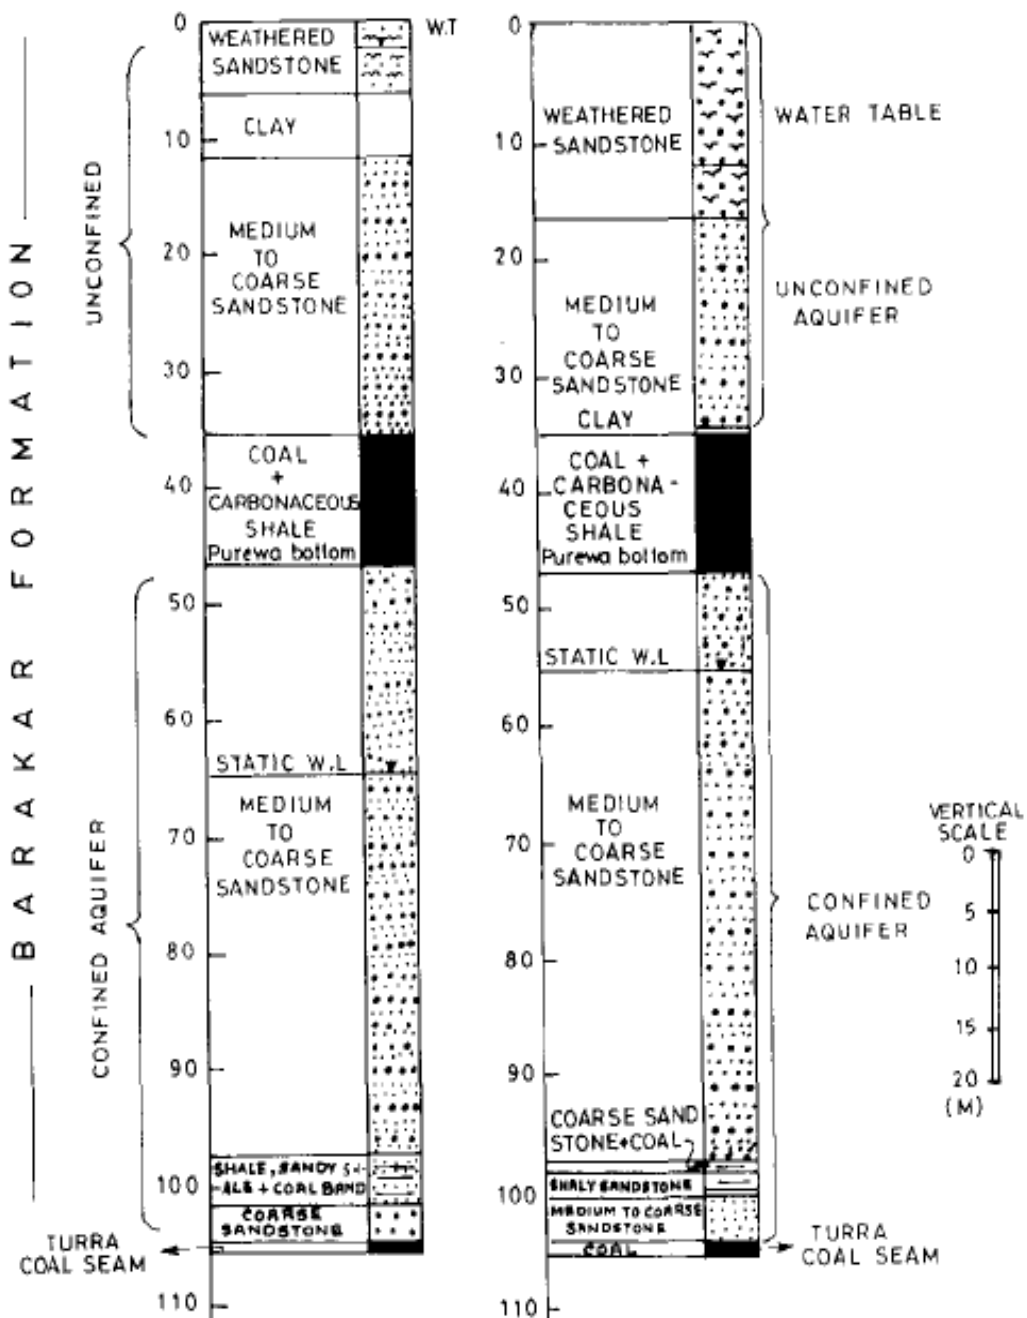 BARAKAR FORMATION
UNCONFINED
CONFINED AQUIFER
0
10
20
30
40
50
60
70
80
90
100
110
W.T
WEATHERED
SANDSTONE
CLAY
MEDIUM
TO
COARSE
SANDSTONE
COAL
+
CARBONACEOUS
SHALE
Purewa bottom
STATIC W.L
MEDIUM
TO
COARSE
SANDSTONE
SHALE, SANDY SH
-ALE + COAL BAND
COARSE
SANDSTONE
TURRA
COAL SEAM
0
10
20
30
40
50
60
70
80
90
100
110
WEATHERED
SANDSTONE
MEDIUM
TO
COARSE
SANDSTONE
CLAY
COAL +
CARBONA -
CEOUS
SHALE
Purewa bottom
STATIC W.L
MEDIUM
TO
COARSE
SANDSTONE
COARSE SAND
STONE+COAL
SHALY SANDSTONE
MEDIUM TO COARSE
SANDSTONE
COAL
WATER TABLE
UNCONFINED
AQUIFER
CONFINED
AQUIFER
TURRA
COAL SEAM
VERTICAL
SCALE
0
5
10
15
20
(M)